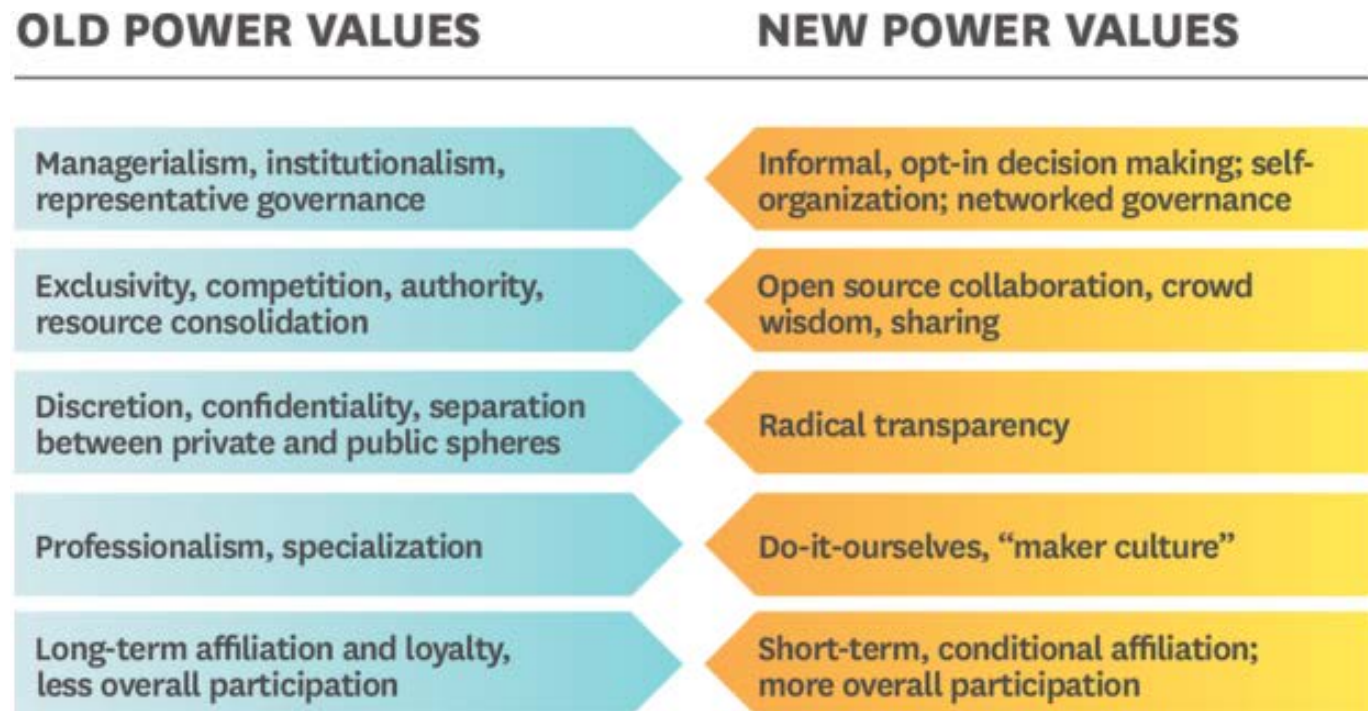 OLD POWER VALUES
NEW POWER VALUES
Managerialism, institutionalism,
representative governance
Informal, opt-in decision making; self-
organization; networked governance
Exclusivity, competition, authority,
resource consolidation
Open source collaboration, crowd
wisdom, sharing
Discretion, confidentiality, separation
between private and public spheres
Radical transparency
Professionalism, specialization
Do-it-ourselves, “maker culture”
Long-term affiliation and loyalty,
less overall participation
Short-term, conditional affiliation;
more overall participation